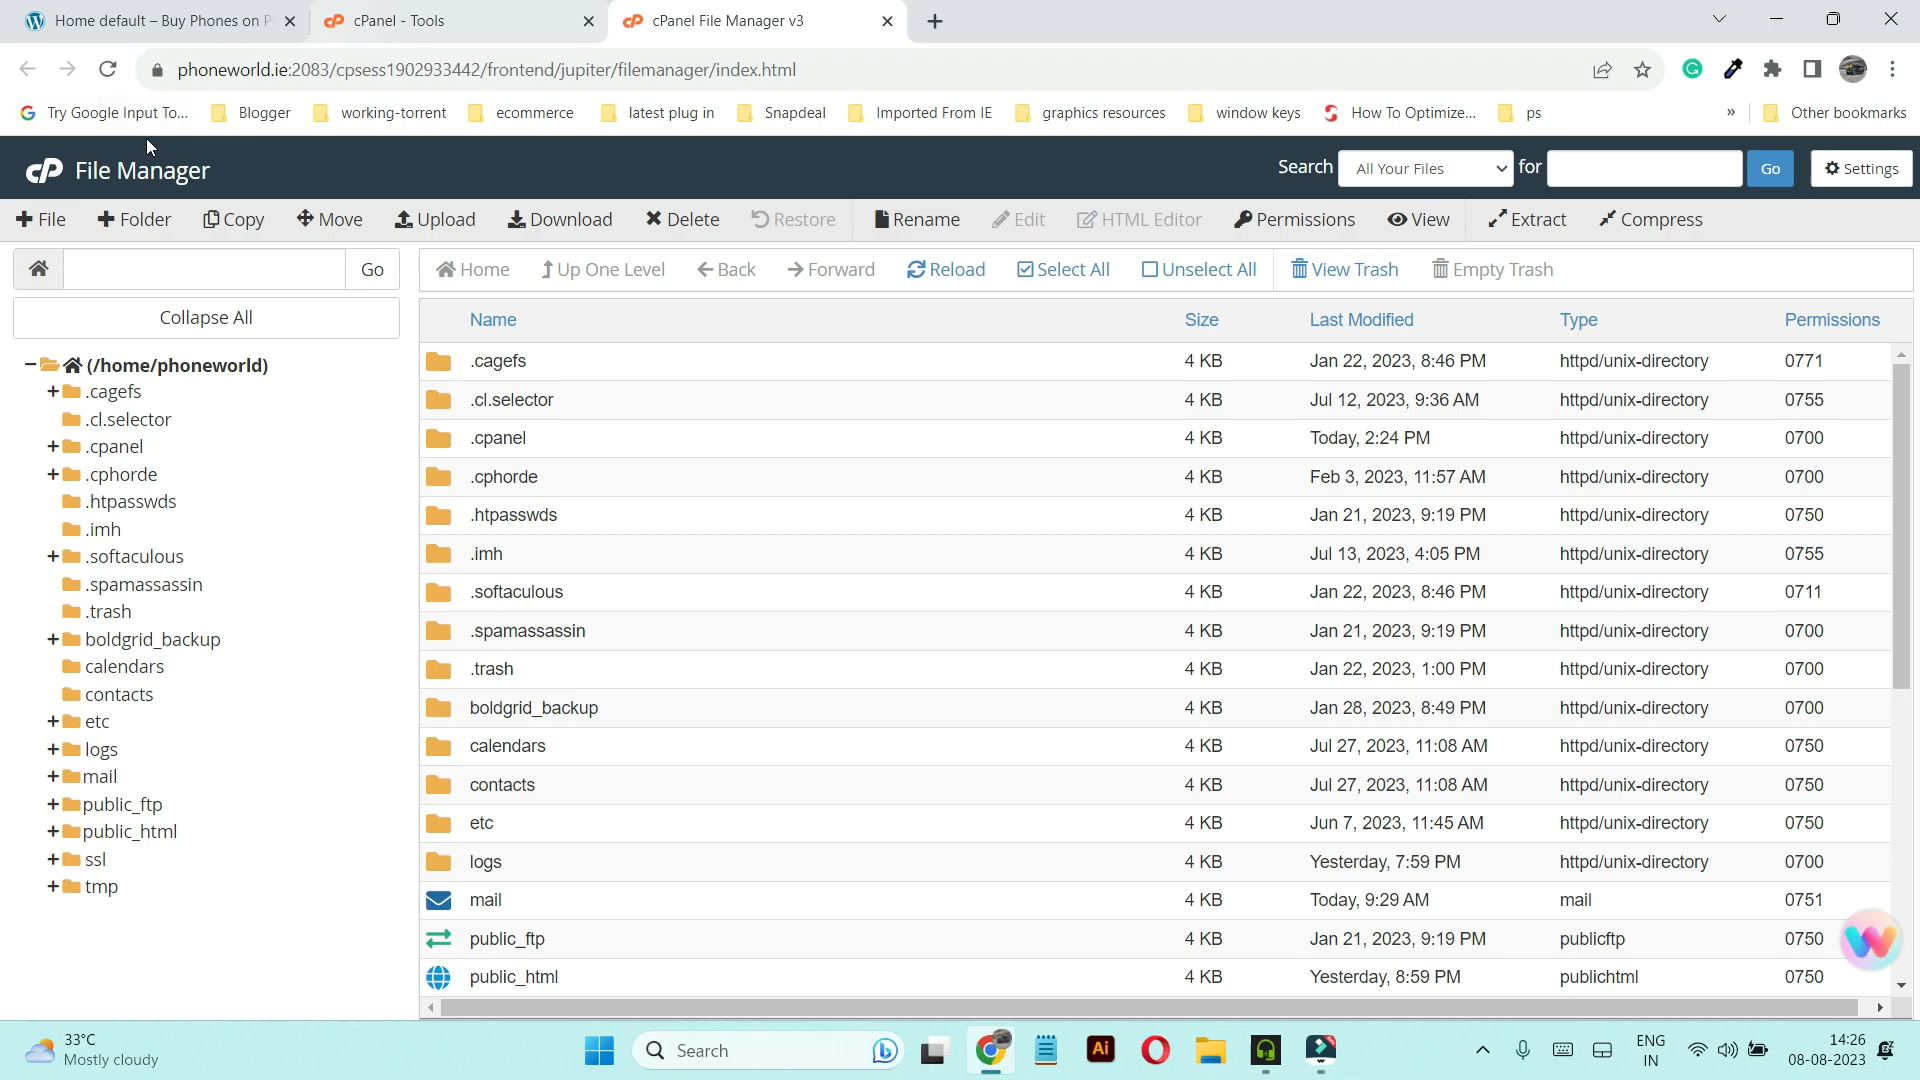 Home default – Buy Phones on P
cPanel - Tools
cPanel File Manager v3
phoneworld.ie:2083/cpsess1902933442/frontend/jupiter/filemanager/index.html
Try Google Input To...
Blogger
working-torrent
ecommerce
latest plug in
Snapdeal
Imported From IE
graphics resources
window keys
How To Optimize...
ps
»
Other bookmarks
cP File Manager
Search All Your Files for Go Settings
File Folder Copy Move Upload Download Delete Restore Rename Edit HTML Editor Permissions View Extract Compress
Go
Home Up One Level Back Forward Reload Select All Unselect All View Trash Empty Trash
Collapse All
(/home/phoneworld)
.cagefs
.cl.selector
.cpanel
.cphorde
.htpasswds
.imh
.softaculous
.spamassassin
.trash
boldgrid_backup
calendars
contacts
etc
logs
mail
public_ftp
public_html
ssl
tmp
Name Size Last Modified Type Permissions
.cagefs 4 KB Jan 22, 2023, 8:46 PM httpd/unix-directory 0771
.cl.selector 4 KB Jul 12, 2023, 9:36 AM httpd/unix-directory 0755
.cpanel 4 KB Today, 2:24 PM httpd/unix-directory 0700
.cphorde 4 KB Feb 3, 2023, 11:57 AM httpd/unix-directory 0700
.htpasswds 4 KB Jan 21, 2023, 9:19 PM httpd/unix-directory 0750
.imh 4 KB Jul 13, 2023, 4:05 PM httpd/unix-directory 0755
.softaculous 4 KB Jan 22, 2023, 8:46 PM httpd/unix-directory 0711
.spamassassin 4 KB Jan 21, 2023, 9:19 PM httpd/unix-directory 0700
.trash 4 KB Jan 22, 2023, 1:00 PM httpd/unix-directory 0700
boldgrid_backup 4 KB Jan 28, 2023, 8:49 PM httpd/unix-directory 0700
calendars 4 KB Jul 27, 2023, 11:08 AM httpd/unix-directory 0750
contacts 4 KB Jul 27, 2023, 11:08 AM httpd/unix-directory 0750
etc 4 KB Jun 7, 2023, 11:45 AM httpd/unix-directory 0750
logs 4 KB Yesterday, 7:59 PM httpd/unix-directory 0700
mail 4 KB Today, 9:29 AM mail 0751
public_ftp 4 KB Jan 21, 2023, 9:19 PM publicftp 0750
public_html 4 KB Yesterday, 8:59 PM publichtml 0750
33°C
Mostly cloudy
Search
Ai
ENG
IN
14:26
08-08-2023